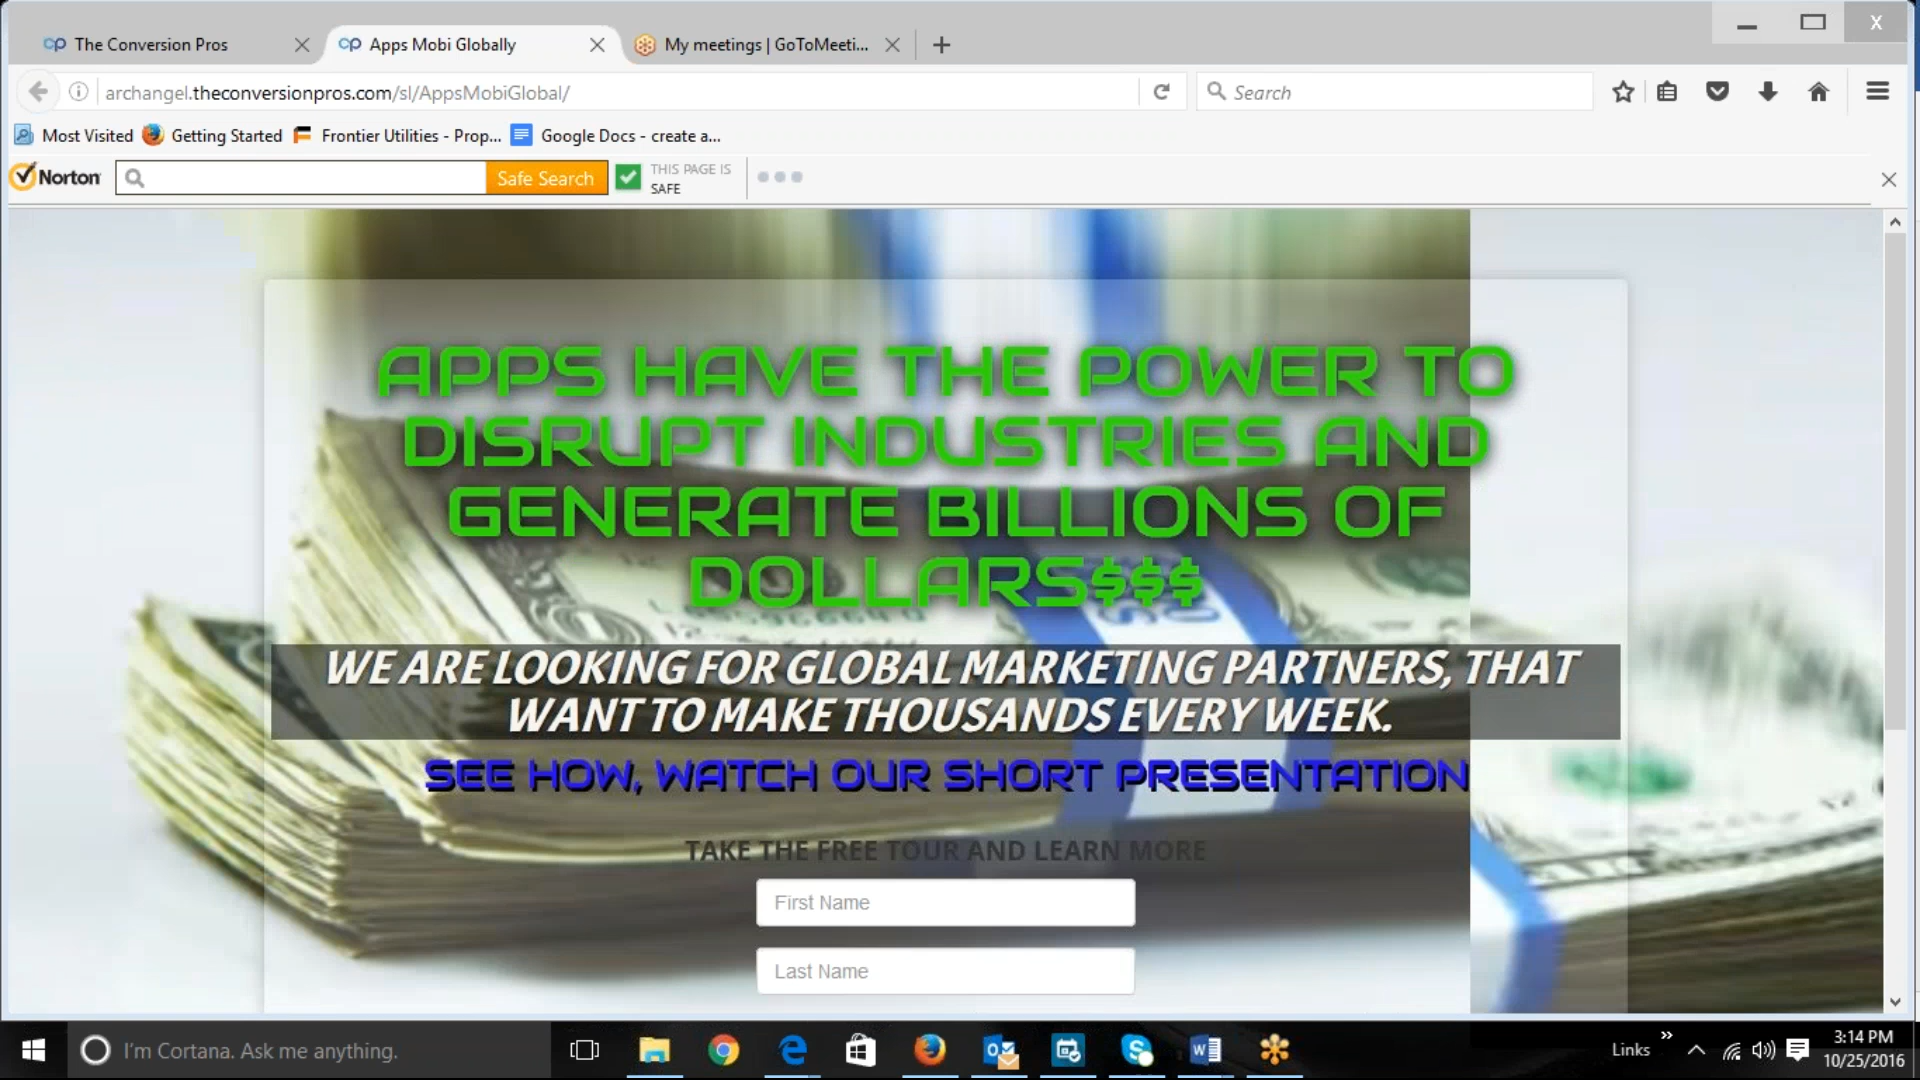 The Conversion Pros
Apps Mobi Globally
My meetings | GoToMeeti...
X
archangel.theconversionpros.com/sl/AppsMobiGlobal/
Search
Most Visited
Getting Started
Frontier Utilities - Prop...
Google Docs - create a...
Norton
Safe Search
THIS PAGE IS
SAFE
APPS HAVE THE POWER TO
DISRUPT INDUSTRIES AND
GENERATE BILLIONS OF
DOLLARS$$$
WE ARE LOOKING FOR GLOBAL MARKETING PARTNERS, THAT
WANT TO MAKE THOUSANDS EVERY WEEK.
SEE HOW, WATCH OUR SHORT PRESENTATION
TAKE THE FREE TOUR AND LEARN MORE
First Name
Last Name
I'm Cortana. Ask me anything.
Links
3:14 PM
10/25/2016